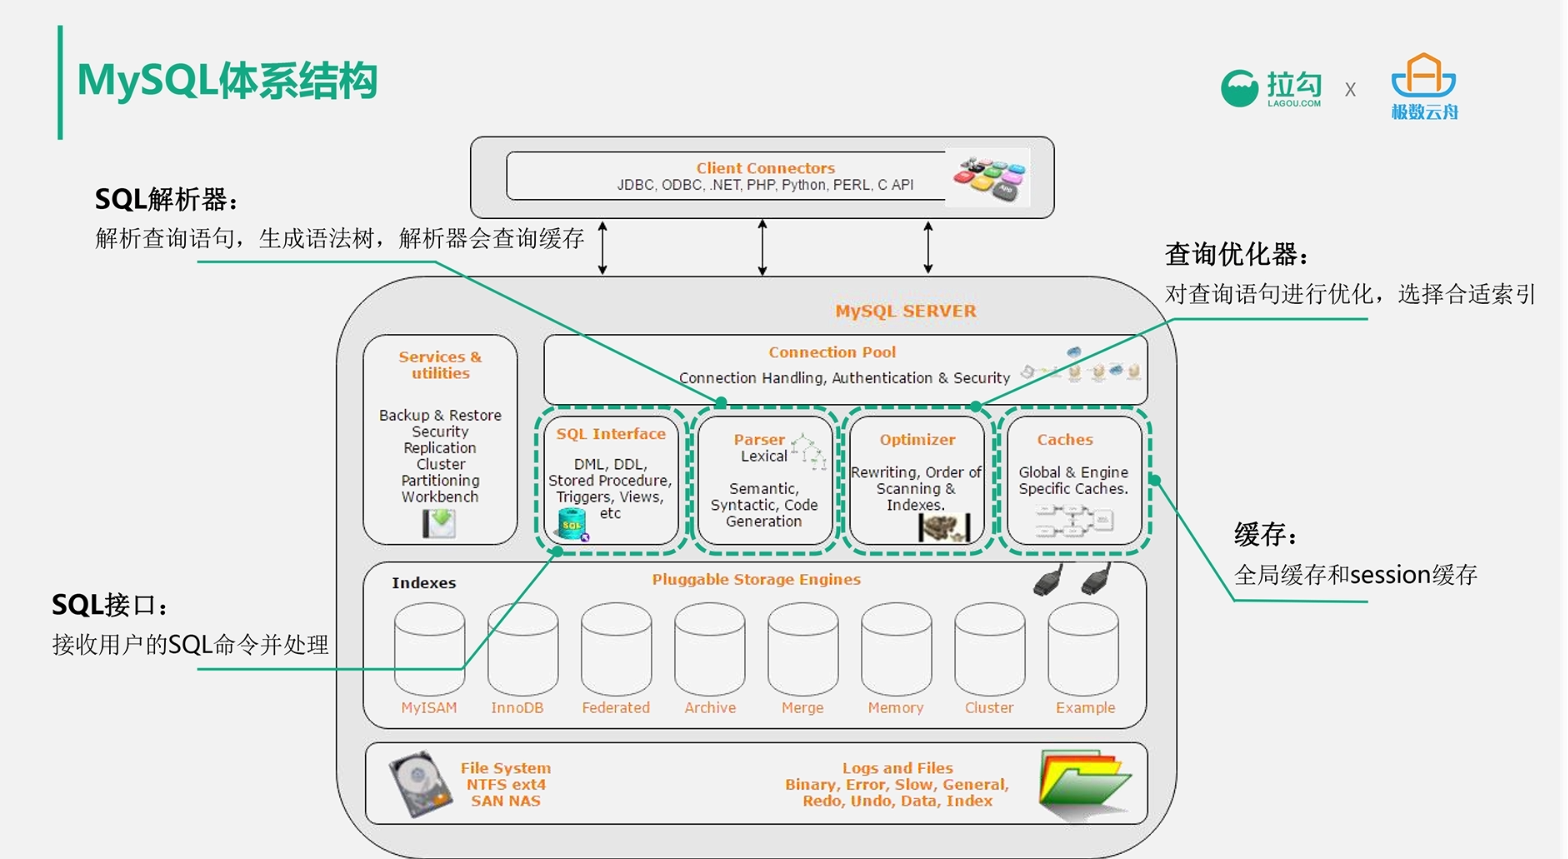 MySQL体系结构
拉勾
LAGOU.COM
X
极数云舟
Client Connectors
JDBC, ODBC, .NET, PHP, Python, PERL, C API
SQL解析器：
解析查询语句，生成语法树，解析器会查询缓存
查询优化器：
对查询语句进行优化，选择合适索引
MySQL SERVER
Services &
utilities
Backup & Restore
Security
Replication
Cluster
Partitioning
Workbench
Connection Pool
Connection Handling, Authentication & Security
SQL Interface
DML, DDL,
Stored Procedure,
Triggers, Views,
etc
SQL
Parser
Lexical
Semantic,
Syntactic, Code
Generation
Optimizer
Rewriting, Order of
Scanning &
Indexes.
Caches
Global & Engine
Specific Caches.
缓存：
全局缓存和session缓存
SQL接口：
接收用户的SQL命令并处理
Indexes
Pluggable Storage Engines
MyISAM
InnoDB
Federated
Archive
Merge
Memory
Cluster
Example
File System
NTFS ext4
SAN NAS
Logs and Files
Binary, Error, Slow, General,
Redo, Undo, Data, Index